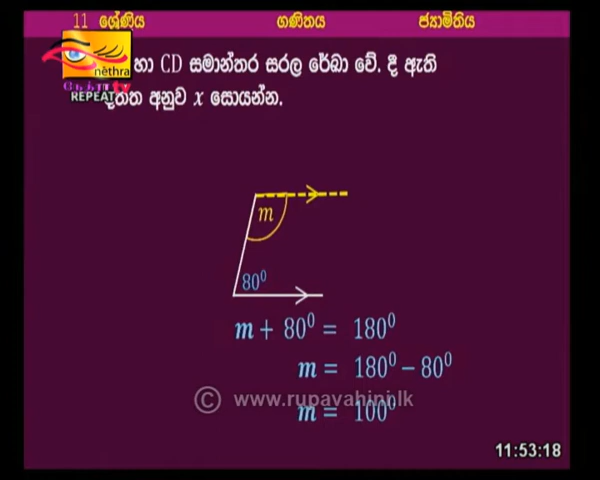 11 ශ්‍රේණිය ගණිතය ජ්‍යාමිතිය
nēthra
හා CD සමාන්තර සරල රේඛා වේ. දී ඇති
REPEAT අනුව x සොයන්න.
m
80⁰
m + 80⁰ = 180⁰
m = 180⁰ − 80⁰
© www.rupavahini.lk
m = 100⁰
11:53:18